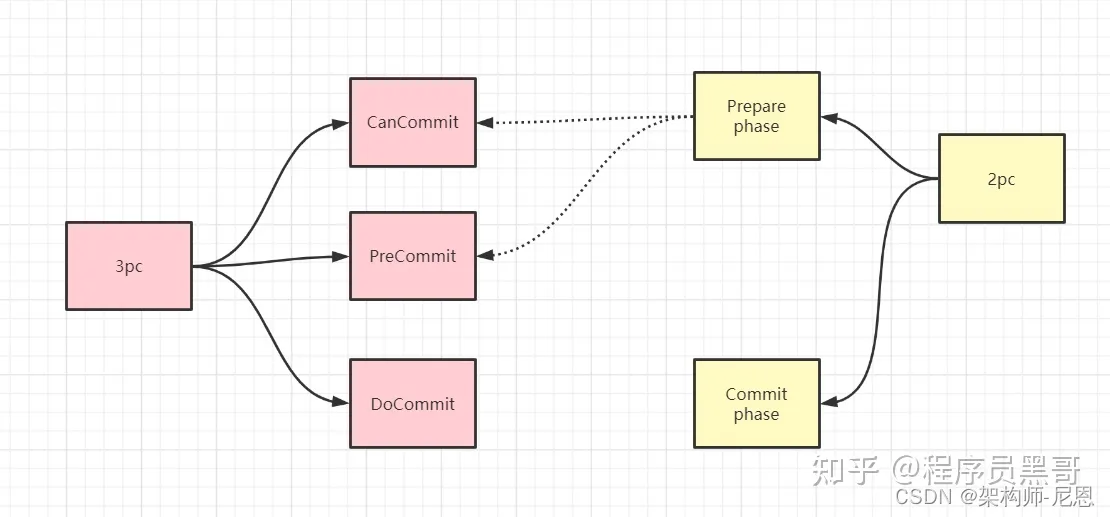 CanCommit
Prepare
phase
2pc
3pc
PreCommit
DoCommit
Commit
phase
知乎 @程序员黑哥
CSDN @架构师-尼恩